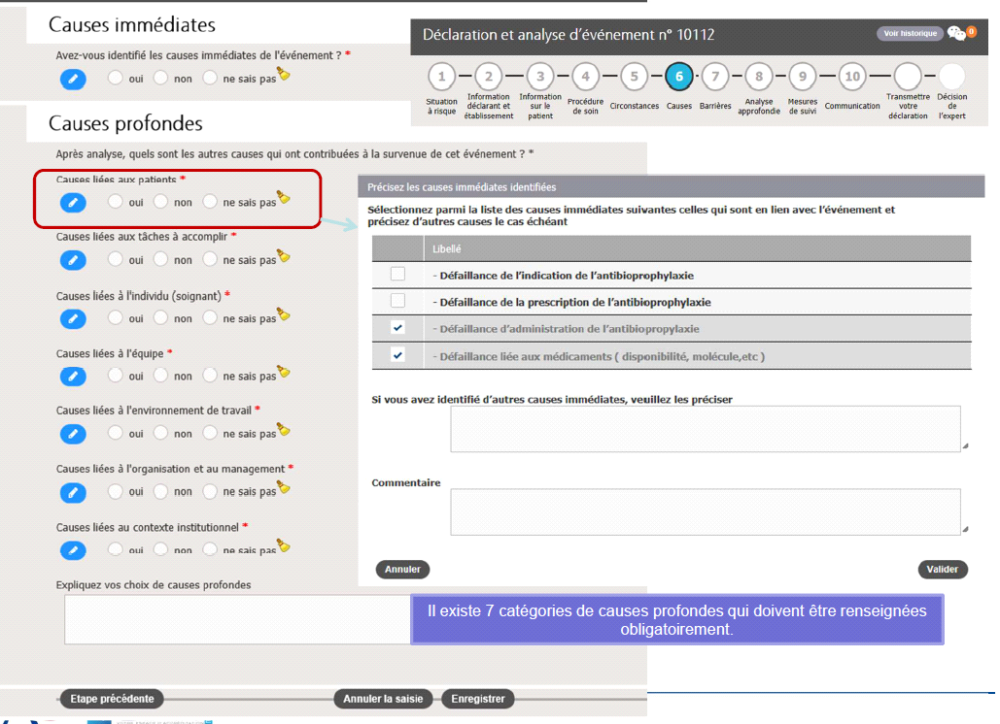 Causes immédiates
Avez-vous identifié les causes immédiates de l'événement ? *
oui non ne sais pas
Déclaration et analyse d'événement n° 10112
Voir historique
0
1 2 3 4 5 6 7 8 9 10
Situation à risque
Information déclarant et établissement
Information sur le patient
Procédure de soin
Circonstances
Causes
Barrières
Analyse approfondie
Mesures de suivi
Communication
Transmettre votre déclaration
Décision de l'expert
Causes profondes
Après analyse, quels sont les autres causes qui ont contribuées à la survenue de cet événement ? *
Causes liées aux patients *
oui non ne sais pas
Causes liées aux tâches à accomplir *
oui non ne sais pas
Causes liées à l'individu (soignant) *
oui non ne sais pas
Causes liées à l'équipe *
oui non ne sais pas
Causes liées à l'environnement de travail *
oui non ne sais pas
Causes liées à l'organisation et au management *
oui non ne sais pas
Causes liées au contexte institutionnel *
oui non ne sais pas
Expliquez vos choix de causes profondes
Précisez les causes immédiates identifiées
Sélectionnez parmi la liste des causes immédiates suivantes celles qui sont en lien avec l'événement et
précisez d'autres causes le cas échéant
Libellé
- Défaillance de l'indication de l'antibioprophylaxie
- Défaillance de la prescription de l'antibioprophylaxie
- Défaillance d'administration de l'antibiopropylaxie
- Défaillance liée aux médicaments ( disponibilité, molécule,etc )
Si vous avez identifié d'autres causes immédiates, veuillez les préciser
Commentaire
Annuler
Valider
Il existe 7 catégories de causes profondes qui doivent être renseignées
obligatoirement.
Etape précédente
Annuler la saisie
Enregistrer